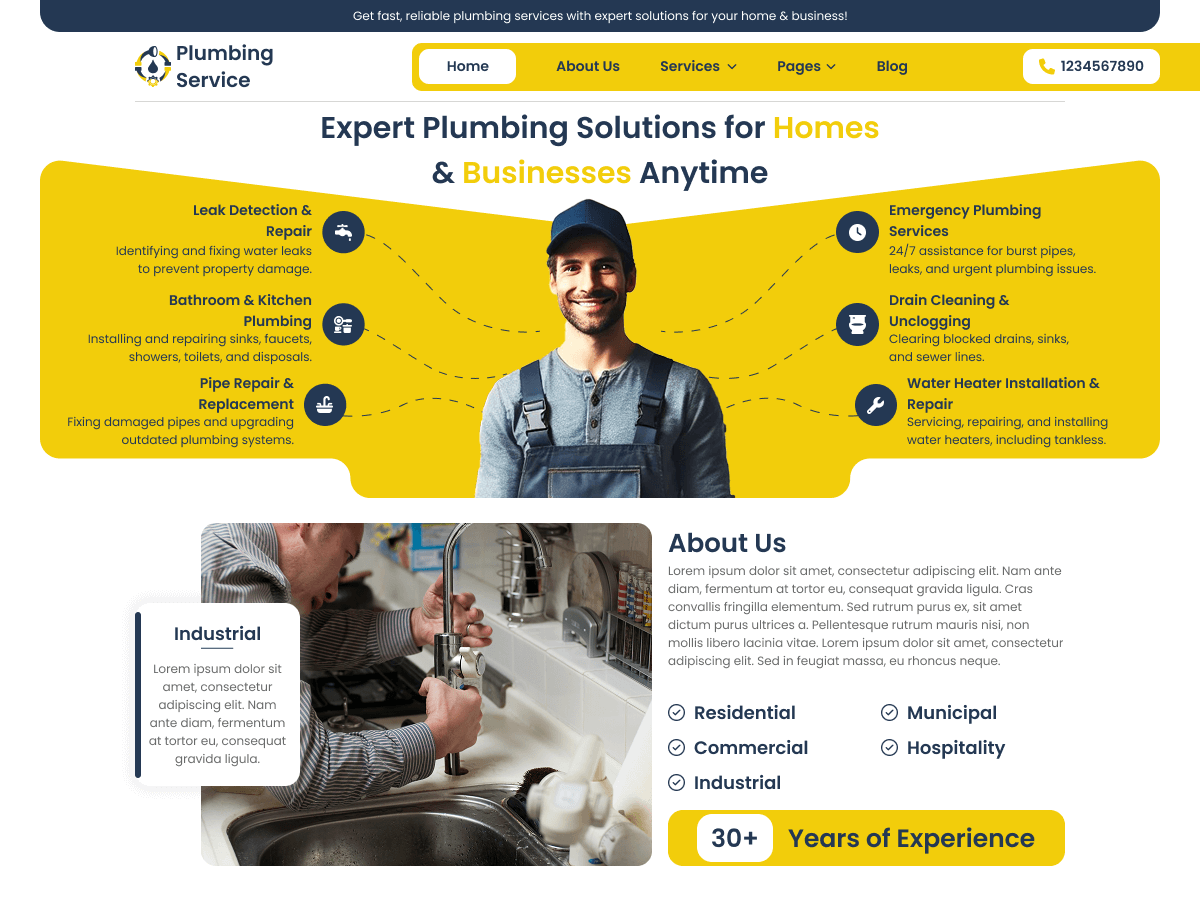 Get fast, reliable plumbing services with expert solutions for your home & business!
Plumbing
Service
Home
About Us
Services
Pages
Blog
1234567890
Expert Plumbing Solutions for Homes
& Businesses Anytime
Leak Detection &
Repair
Identifying and fixing water leaks
to prevent property damage.
Bathroom & Kitchen
Plumbing
Installing and repairing sinks, faucets,
showers, toilets, and disposals.
Pipe Repair &
Replacement
Fixing damaged pipes and upgrading
outdated plumbing systems.
Emergency Plumbing
Services
24/7 assistance for burst pipes,
leaks, and urgent plumbing issues.
Drain Cleaning &
Unclogging
Clearing blocked drains, sinks,
and sewer lines.
Water Heater Installation &
Repair
Servicing, repairing, and installing
water heaters, including tankless.
Industrial
Lorem ipsum dolor sit
amet, consectetur
adipiscing elit. Nam
ante diam, fermentum
at tortor eu, consequat
gravida ligula.
About Us
Lorem ipsum dolor sit amet, consectetur adipiscing elit. Nam ante
diam, fermentum at tortor eu, consequat gravida ligula. Cras
convallis fringilla elementum. Sed rutrum purus ex, sit amet
dictum purus ultrices a. Pellentesque rutrum mauris nisi, non
mollis libero lacinia vitae. Lorem ipsum dolor sit amet, consectetur
adipiscing elit. Sed in feugiat massa, eu rhoncus neque.
Residential
Municipal
Commercial
Hospitality
Industrial
30+
Years of Experience